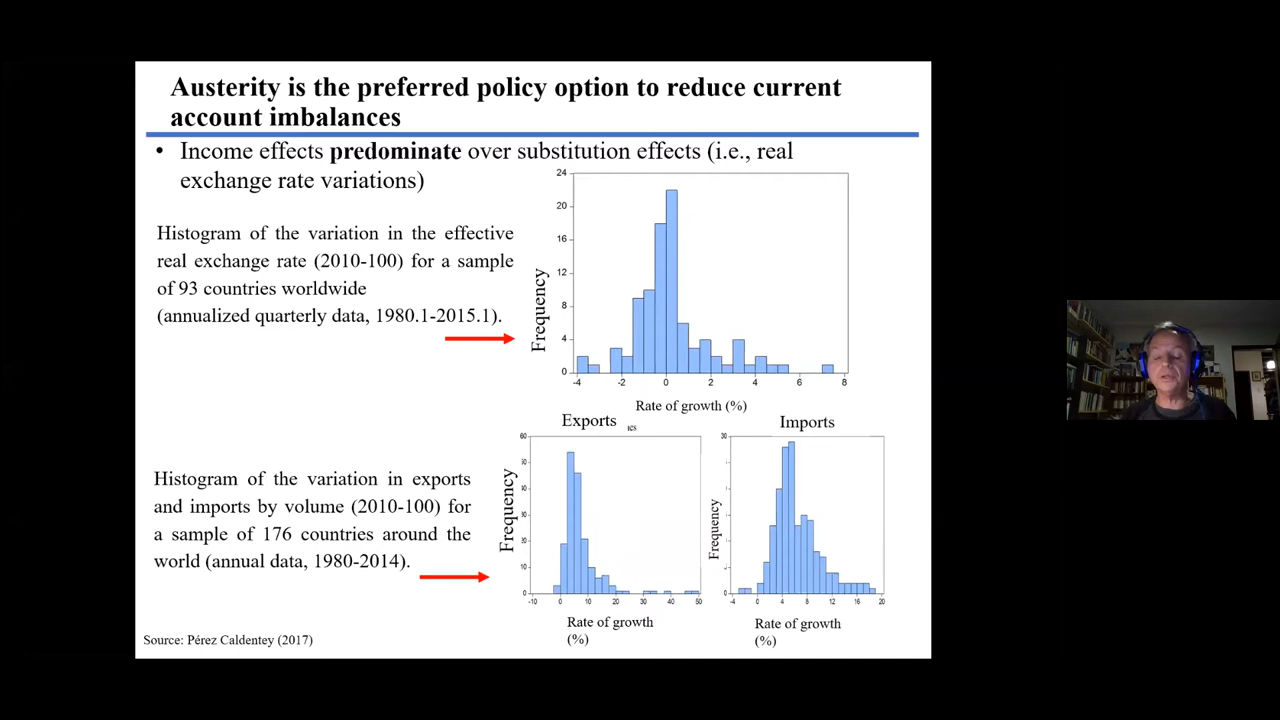 Austerity is the preferred policy option to reduce current
account imbalances
• Income effects predominate over substitution effects (i.e., real
exchange rate variations)
Histogram of the variation in the effective
real exchange rate (2010-100) for a sample
of 93 countries worldwide
(annualized quarterly data, 1980.1-2015.1).
Frequency
24
20
16
12
8
4
0
-4 -2 0 2 4 6 8
Rate of growth (%)
Exports
Imports
Histogram of the variation in exports
and imports by volume (2010-100) for
a sample of 176 countries around the
world (annual data, 1980-2014).
Frequency
60
10
0
-10 0 10 20 30 40 50
Rate of growth
(%)
Frequency
30
0
-4 0 4 8 12 16 20
Rate of growth
(%)
Source: Pérez Caldentey (2017)